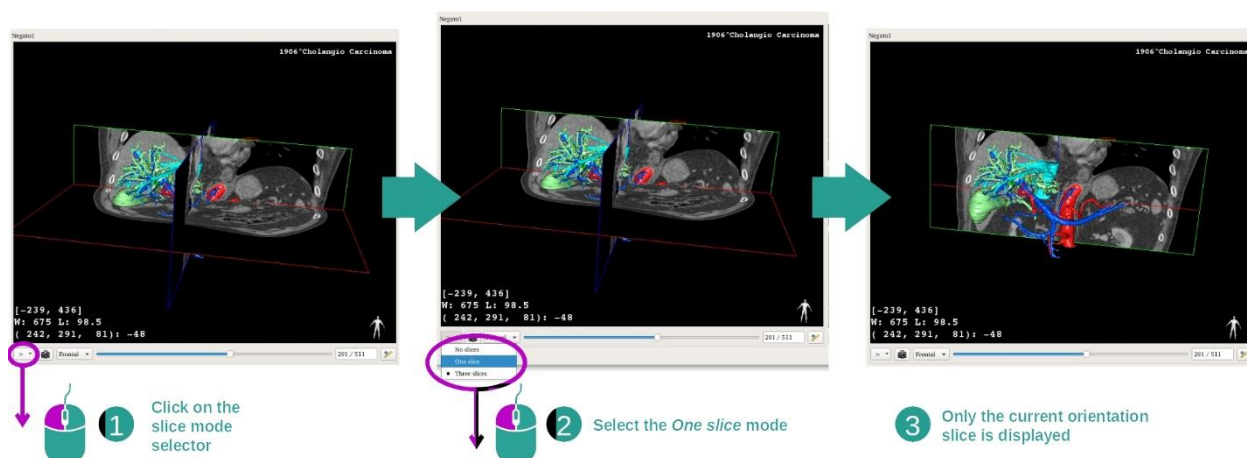 Negato1
1906^Cholangio Carcinoma
[-239, 436]
W: 675 L: 98.5
( 242, 291,  81): -48
> Frontal 291 / 511
1
Click on the
slice mode
selector
Negato1
1906^Cholangio Carcinoma
[-239, 436]
W: 675 L: 98.5
( 242, 291,  81): -48
291 / 511
No slices
One slice
Three slices
2
Select the One slice mode
Negato1
1906^Cholangio Carcinoma
[-239, 436]
W: 675 L: 98.5
( 242, 291,  81): -48
> Frontal 291 / 511
3
Only the current orientation
slice is displayed